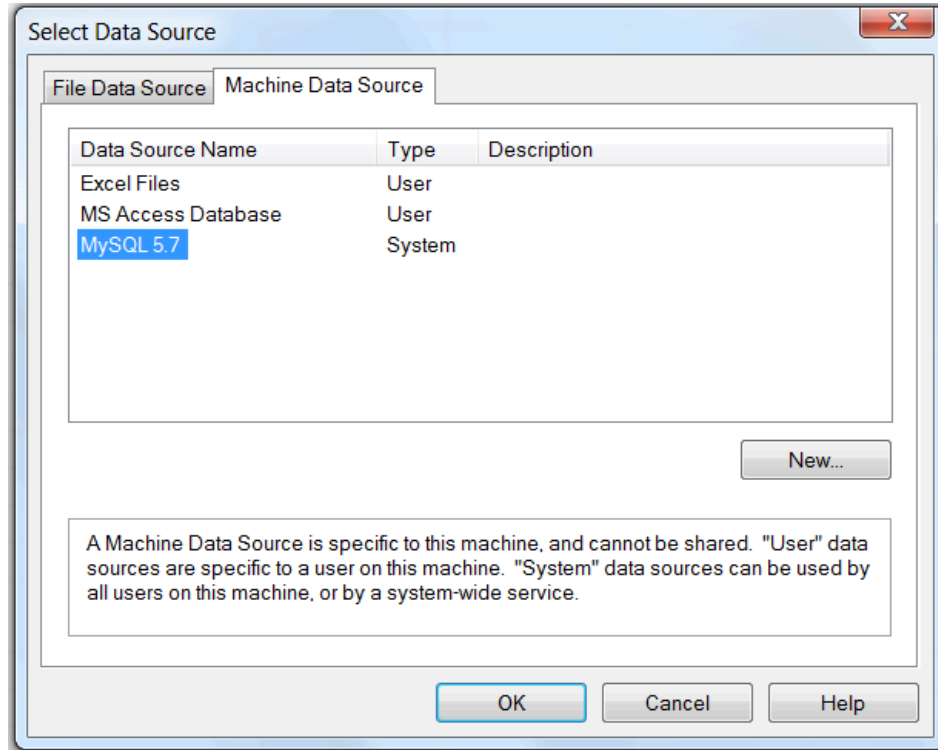 Select Data Source
X
File Data Source Machine Data Source
Data Source Name Type Description
Excel Files User
MS Access Database User
MySQL 5.7 System
New...
A Machine Data Source is specific to this machine, and cannot be shared. "User" data
sources are specific to a user on this machine. "System" data sources can be used by
all users on this machine, or by a system-wide service.
OK Cancel Help